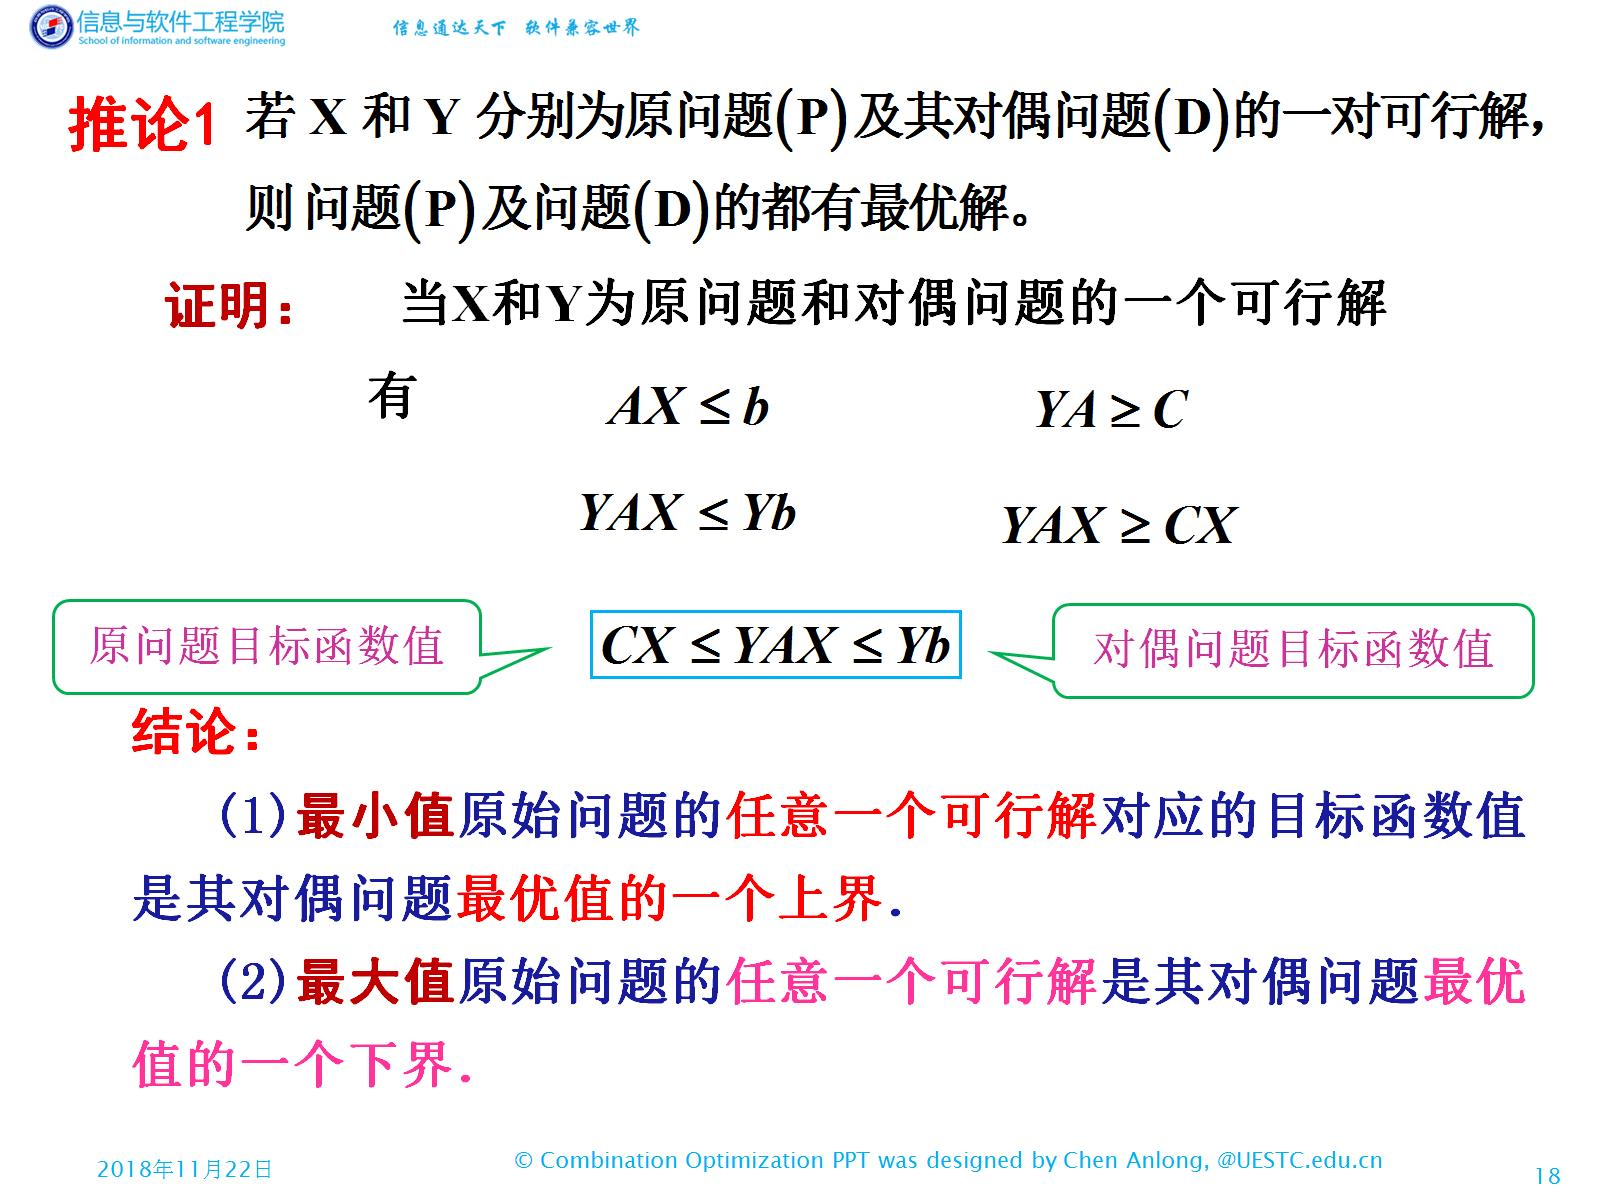 信息与软件工程学院
School of information and software engineering
信息通达天下 软件兼容世界
推论1 若 X 和 Y 分别为原问题(P)及其对偶问题(D)的一对可行解,
则 问题(P)及问题(D)的都有最优解。
证明： 当X和Y为原问题和对偶问题的一个可行解
有 AX ≤ b YA ≥ C
YAX ≤ Yb YAX ≥ CX
原问题目标函数值 CX ≤ YAX ≤ Yb 对偶问题目标函数值
结论：
(1)最小值原始问题的任意一个可行解对应的目标函数值
是其对偶问题最优值的一个上界.
(2)最大值原始问题的任意一个可行解是其对偶问题最优
值的一个下界.
2018年11月22日 © Combination Optimization PPT was designed by Chen Anlong, @UESTC.edu.cn 18